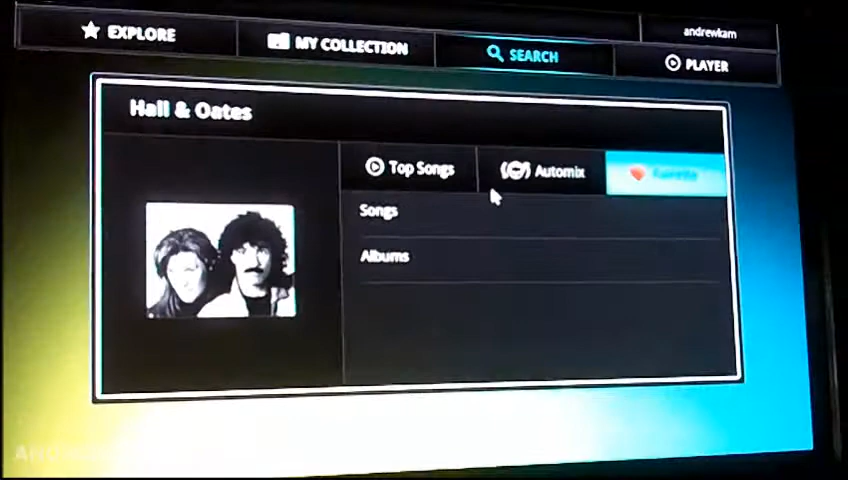 EXPLORE
MY COLLECTION
SEARCH
andrewkam
PLAYER
Hall & Oates
Top Songs
Automix
Songs
Albums